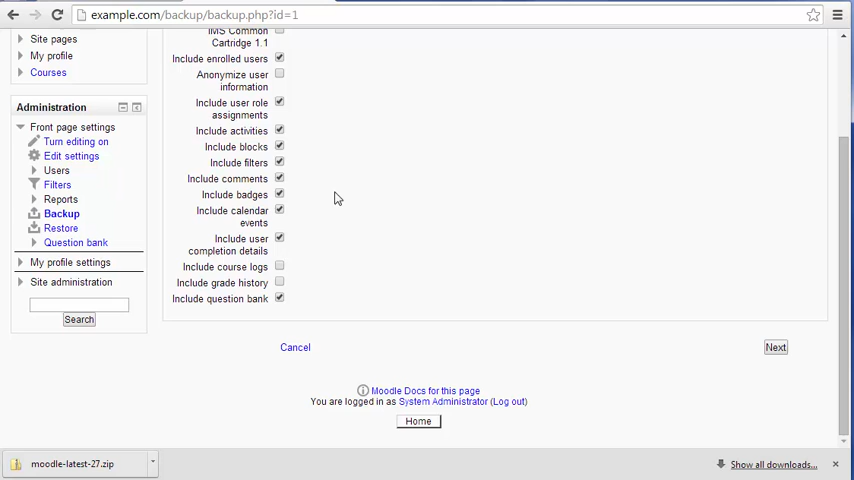 example.com/backup/backup.php?id=1
Site pages
My profile
Courses
Administration
Front page settings
Turn editing on
Edit settings
Users
Filters
Reports
Backup
Restore
Question bank
My profile settings
Site administration
Search
IMS Common
Cartridge 1.1
Include enrolled users
Anonymize user
information
Include user role
assignments
Include activities
Include blocks
Include filters
Include comments
Include badges
Include calendar
events
Include user
completion details
Include course logs
Include grade history
Include question bank
Cancel
Next
Moodle Docs for this page
You are logged in as System Administrator (Log out)
Home
moodle-latest-27.zip
Show all downloads...